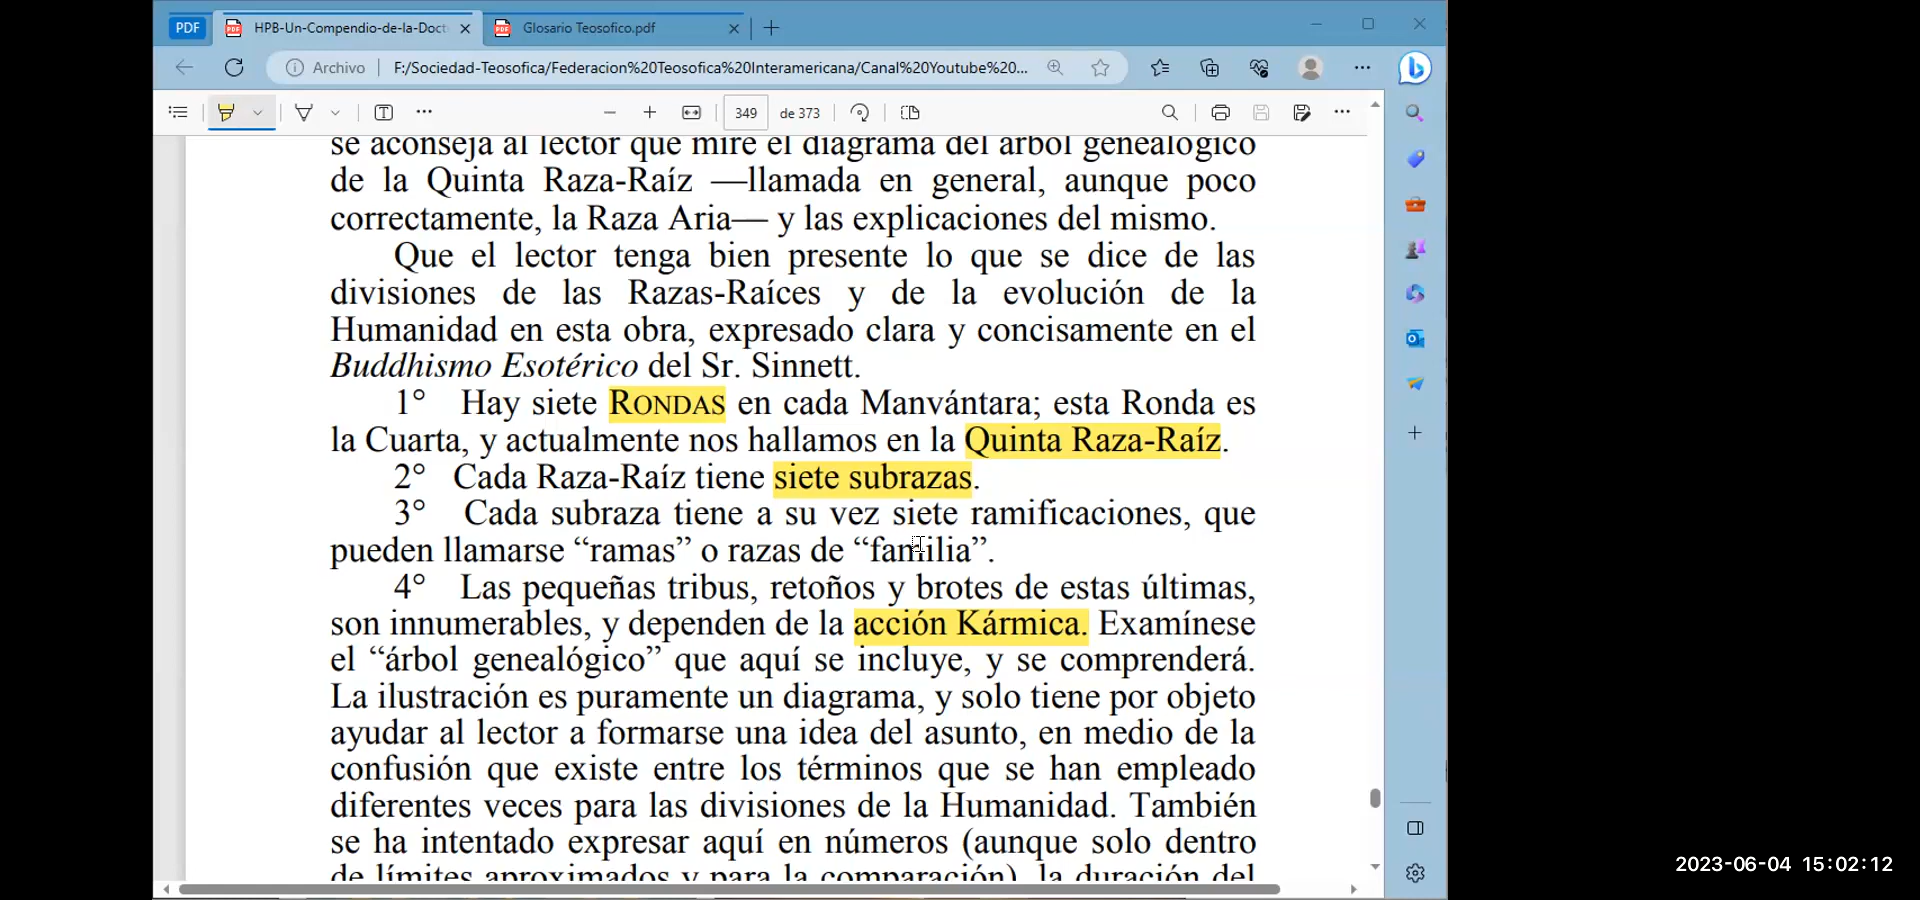 PDF HPB-Un-Compendio-de-la-Doct Glosario Teosofico.pdf
Archivo F:/Sociedad-Teosofica/Federacion%20Teosofica%20Interamericana/Canal%20Youtube%20...
349 de 373
se aconseja al lector que mire el diagrama del árbol genealógico
de la Quinta Raza-Raíz —llamada en general, aunque poco
correctamente, la Raza Aria— y las explicaciones del mismo.
Que el lector tenga bien presente lo que se dice de las
divisiones de las Razas-Raíces y de la evolución de la
Humanidad en esta obra, expresado clara y concisamente en el
Buddhismo Esotérico del Sr. Sinnett.
1° Hay siete RONDAS en cada Manvántara; esta Ronda es
la Cuarta, y actualmente nos hallamos en la Quinta Raza-Raíz.
2° Cada Raza-Raíz tiene siete subrazas.
3° Cada subraza tiene a su vez siete ramificaciones, que
pueden llamarse “ramas” o razas de “familia”.
4° Las pequeñas tribus, retoños y brotes de estas últimas,
son innumerables, y dependen de la acción Kármica. Examínese
el “árbol genealógico” que aquí se incluye, y se comprenderá.
La ilustración es puramente un diagrama, y solo tiene por objeto
ayudar al lector a formarse una idea del asunto, en medio de la
confusión que existe entre los términos que se han empleado
diferentes veces para las divisiones de la Humanidad. También
se ha intentado expresar aquí en números (aunque solo dentro
de límites aproximados y para la comparación), la duración del
2023-06-04 15:02:12